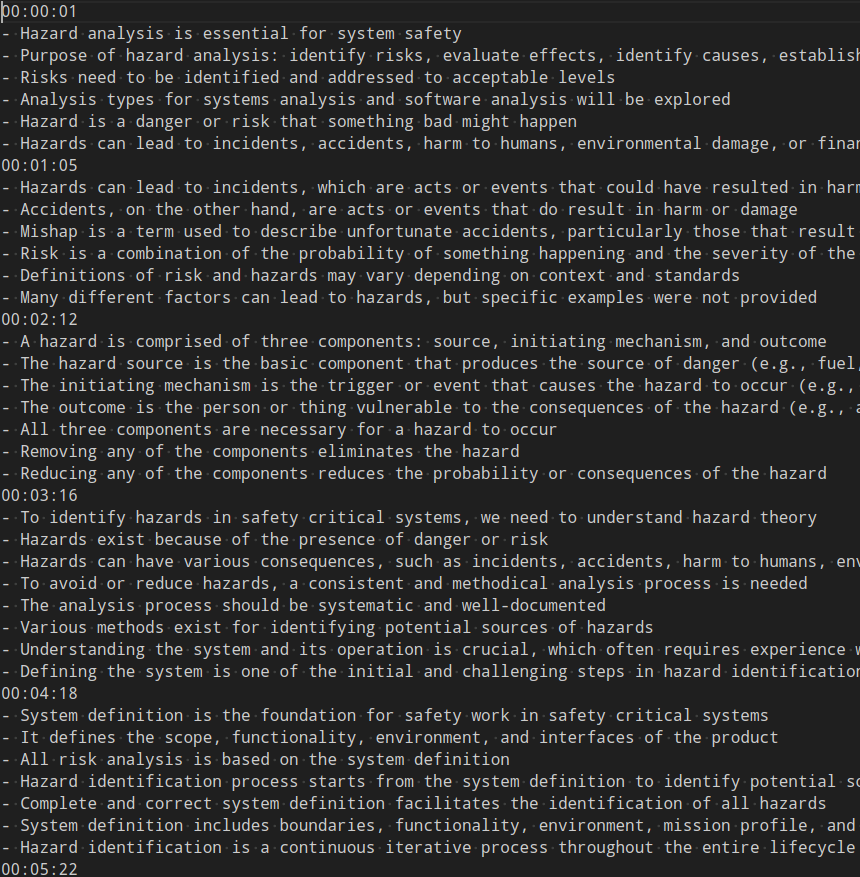 00:00:01
- Hazard analysis is essential for system safety
- Purpose of hazard analysis: identify risks, evaluate effects, identify causes, establish
- Risks need to be identified and addressed to acceptable levels
- Analysis types for systems analysis and software analysis will be explored
- Hazard is a danger or risk that something bad might happen
- Hazards can lead to incidents, accidents, harm to humans, environmental damage, or finan
00:01:05
- Hazards can lead to incidents, which are acts or events that could have resulted in harm
- Accidents, on the other hand, are acts or events that do result in harm or damage
- Mishap is a term used to describe unfortunate accidents, particularly those that result
- Risk is a combination of the probability of something happening and the severity of the
- Definitions of risk and hazards may vary depending on context and standards
- Many different factors can lead to hazards, but specific examples were not provided
00:02:12
- A hazard is comprised of three components: source, initiating mechanism, and outcome
- The hazard source is the basic component that produces the source of danger (e.g., fuel,
- The initiating mechanism is the trigger or event that causes the hazard to occur (e.g.,
- The outcome is the person or thing vulnerable to the consequences of the hazard (e.g., a
- All three components are necessary for a hazard to occur
- Removing any of the components eliminates the hazard
- Reducing any of the components reduces the probability or consequences of the hazard
00:03:16
- To identify hazards in safety critical systems, we need to understand hazard theory
- Hazards exist because of the presence of danger or risk
- Hazards can have various consequences, such as incidents, accidents, harm to humans, env
- To avoid or reduce hazards, a consistent and methodical analysis process is needed
- The analysis process should be systematic and well-documented
- Various methods exist for identifying potential sources of hazards
- Understanding the system and its operation is crucial, which often requires experience w
- Defining the system is one of the initial and challenging steps in hazard identification
00:04:18
- System definition is the foundation for safety work in safety critical systems
- It defines the scope, functionality, environment, and interfaces of the product
- All risk analysis is based on the system definition
- Hazard identification process starts from the system definition to identify potential so
- Complete and correct system definition facilitates the identification of all hazards
- System definition includes boundaries, functionality, environment, mission profile, and
- Hazard identification is a continuous iterative process throughout the entire lifecycle
00:05:22